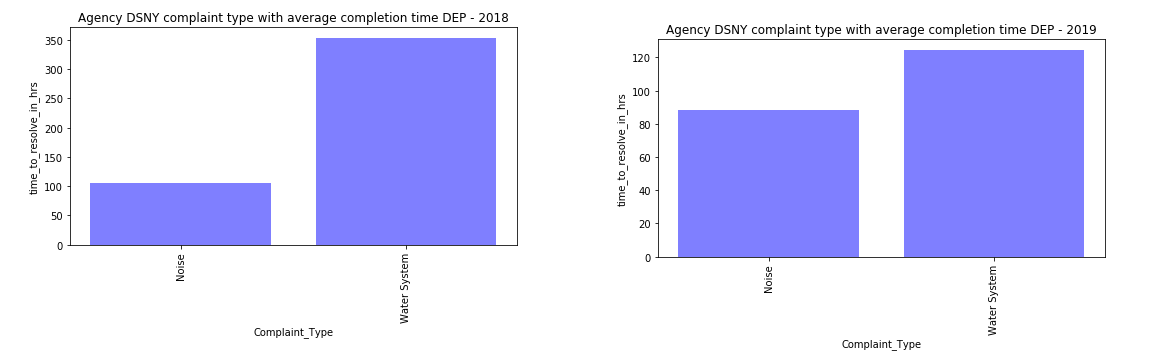 Agency DSNY complaint type with average completion time DEP - 2018
350
300
250
200
150
100
50
0
time_to_resolve_in_hrs
Noise
Water System
Complaint_Type
Agency DSNY complaint type with average completion time DEP - 2019
120
100
80
60
40
20
0
time_to_resolve_in_hrs
Noise
Water System
Complaint_Type